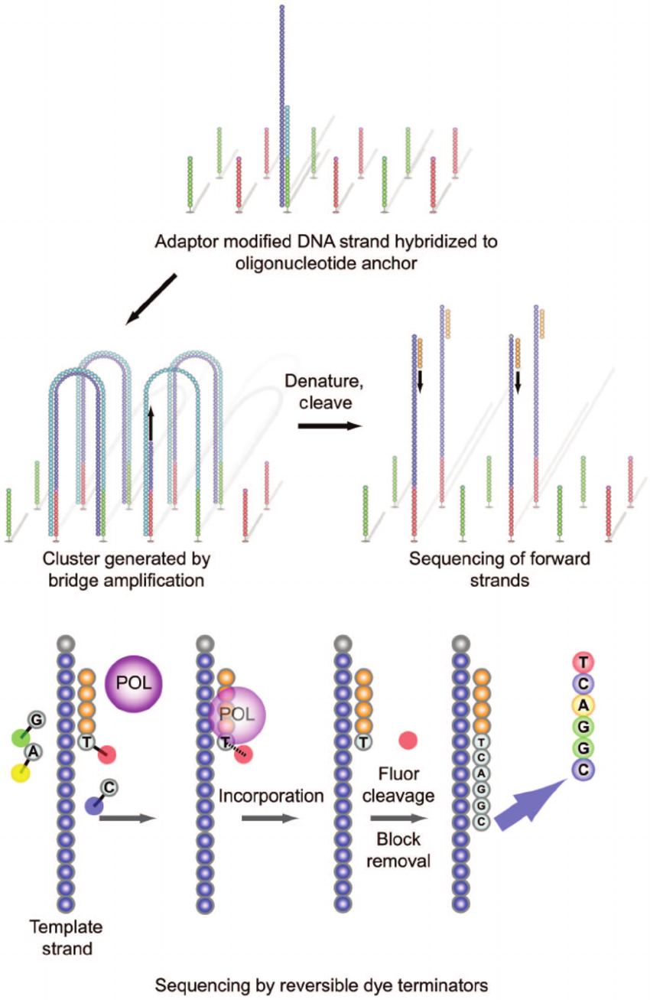 Adaptor modified DNA strand hybridized to
oligonucleotide anchor
Denature,
cleave
Cluster generated by
bridge amplification
Sequencing of forward
strands
POL
G
A
T
C
POL
T
Incorporation
T
Fluor
cleavage
Block
removal
T
C
A
G
G
C
T
C
A
G
G
C
Template
strand
Sequencing by reversible dye terminators